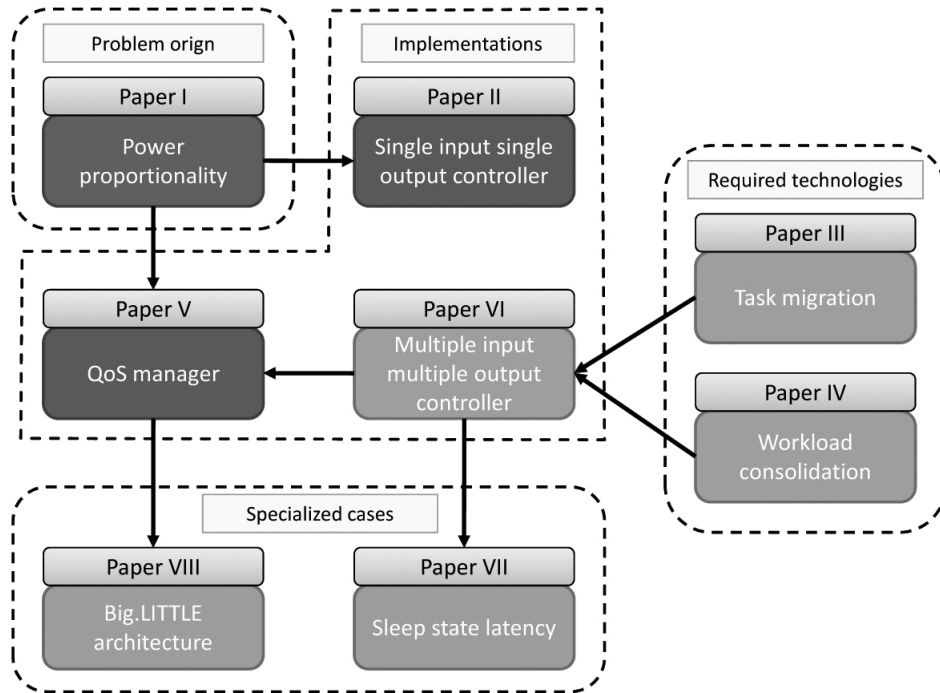 Problem orign
Paper I
Power
proportionality
Implementations
Paper II
Single input single
output controller
Required technologies
Paper III
Task migration
Paper IV
Workload
consolidation
Paper V
QoS manager
Paper VI
Multiple input
multiple output
controller
Specialized cases
Paper VIII
Big.LITTLE
architecture
Paper VII
Sleep state latency